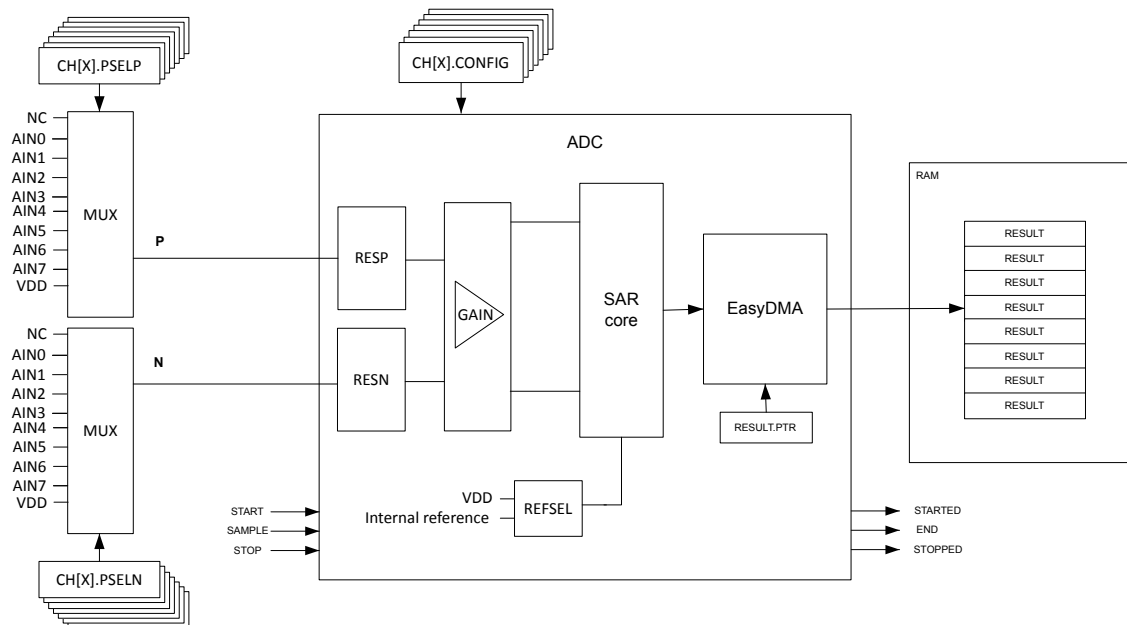 CH[X].PSELP
CH[X].CONFIG
NC
AIN0
AIN1
AIN2
AIN3
AIN4
AIN5
AIN6
AIN7
VDD
MUX
P
NC
AIN0
AIN1
AIN2
AIN3
AIN4
AIN5
AIN6
AIN7
VDD
MUX
N
CH[X].PSELN
ADC
RESP
RESN
GAIN
SAR
core
EasyDMA
RESULT.PTR
VDD
Internal reference
REFSEL
START
SAMPLE
STOP
STARTED
END
STOPPED
RAM
RESULT
RESULT
RESULT
RESULT
RESULT
RESULT
RESULT
RESULT